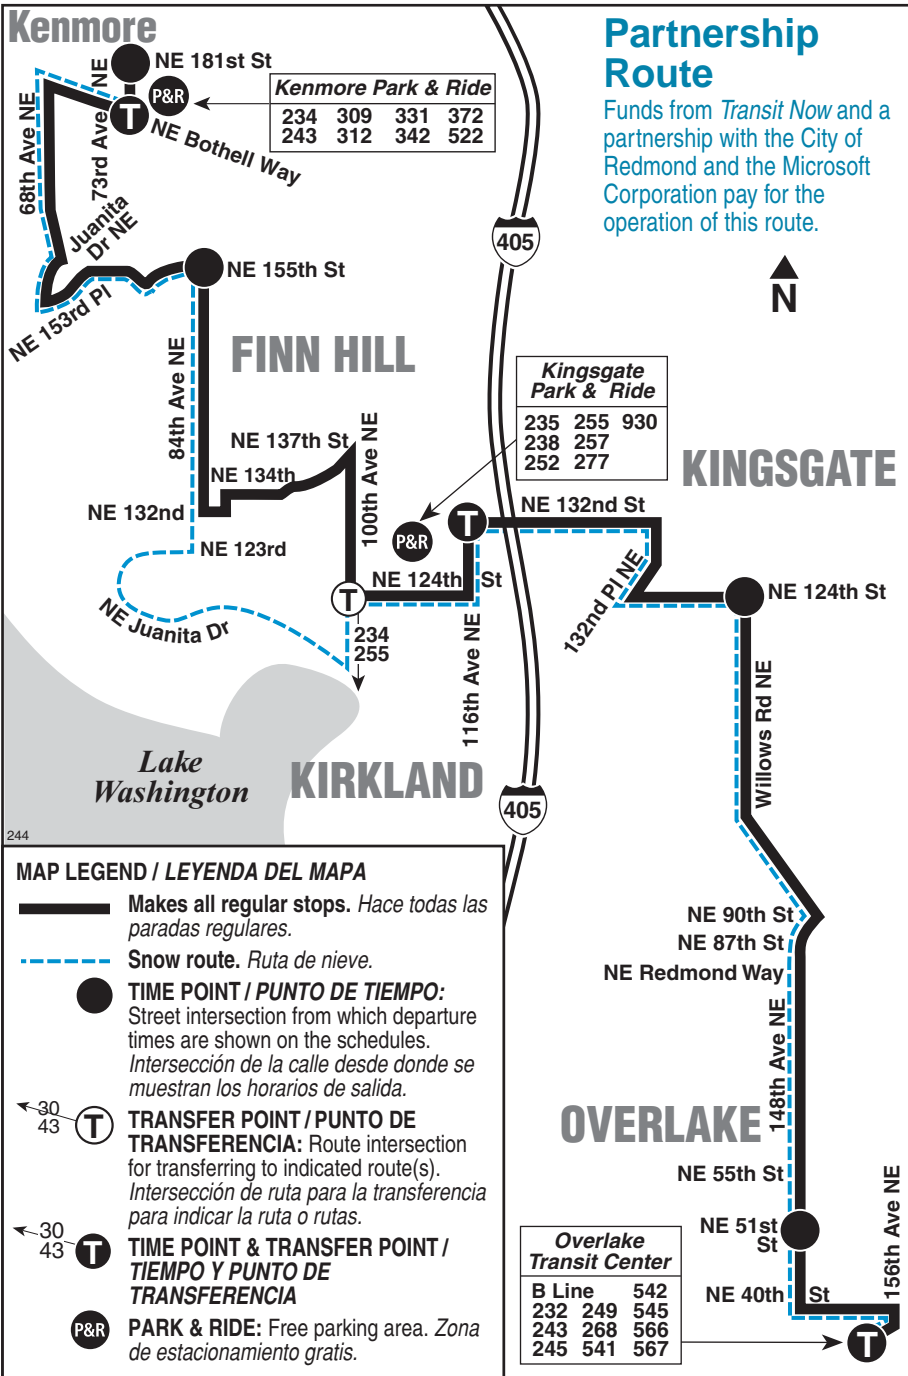 Kenmore
NE 181st St
P&R
T
73rd Ave NE
68th Ave NE
NE Bothell Way
Kenmore Park & Ride
234 309 331 372
243 312 342 522
Partnership
Route
Funds from Transit Now and a
partnership with the City of
Redmond and the Microsoft
Corporation pay for the
operation of this route.
N
405
Juanita
Dr NE
NE 153rd Pl
NE 155th St
FINN HILL
84th Ave NE
NE 137th St
NE 134th
100th Ave NE
NE 132nd
NE 123rd
NE Juanita Dr
Kingsgate
Park & Ride
235 255 930
238 257
252 277
KINGSGATE
P&R
T
NE 132nd St
132nd Pl NE
NE 124th St
T
NE 124th St
234
255
116th Ave NE
Willows Rd NE
Lake
Washington
KIRKLAND
405
244
NE 90th St
NE 87th St
NE Redmond Way
148th Ave NE
OVERLAKE
NE 55th St
NE 51st
St
156th Ave NE
NE 40th St
T
Overlake
Transit Center
B Line 542
232 249 545
243 268 566
245 541 567
MAP LEGEND / LEYENDA DEL MAPA
Makes all regular stops. Hace todas las
paradas regulares.
Snow route. Ruta de nieve.
TIME POINT / PUNTO DE TIEMPO:
Street intersection from which departure
times are shown on the schedules.
Intersección de la calle desde donde se
muestran los horarios de salida.
30
43
T
TRANSFER POINT / PUNTO DE
TRANSFERENCIA: Route intersection
for transferring to indicated route(s).
Intersección de ruta para la transferencia
para indicar la ruta o rutas.
30
43
T
TIME POINT & TRANSFER POINT /
TIEMPO Y PUNTO DE
TRANSFERENCIA
P&R
PARK & RIDE: Free parking area. Zona
de estacionamiento gratis.